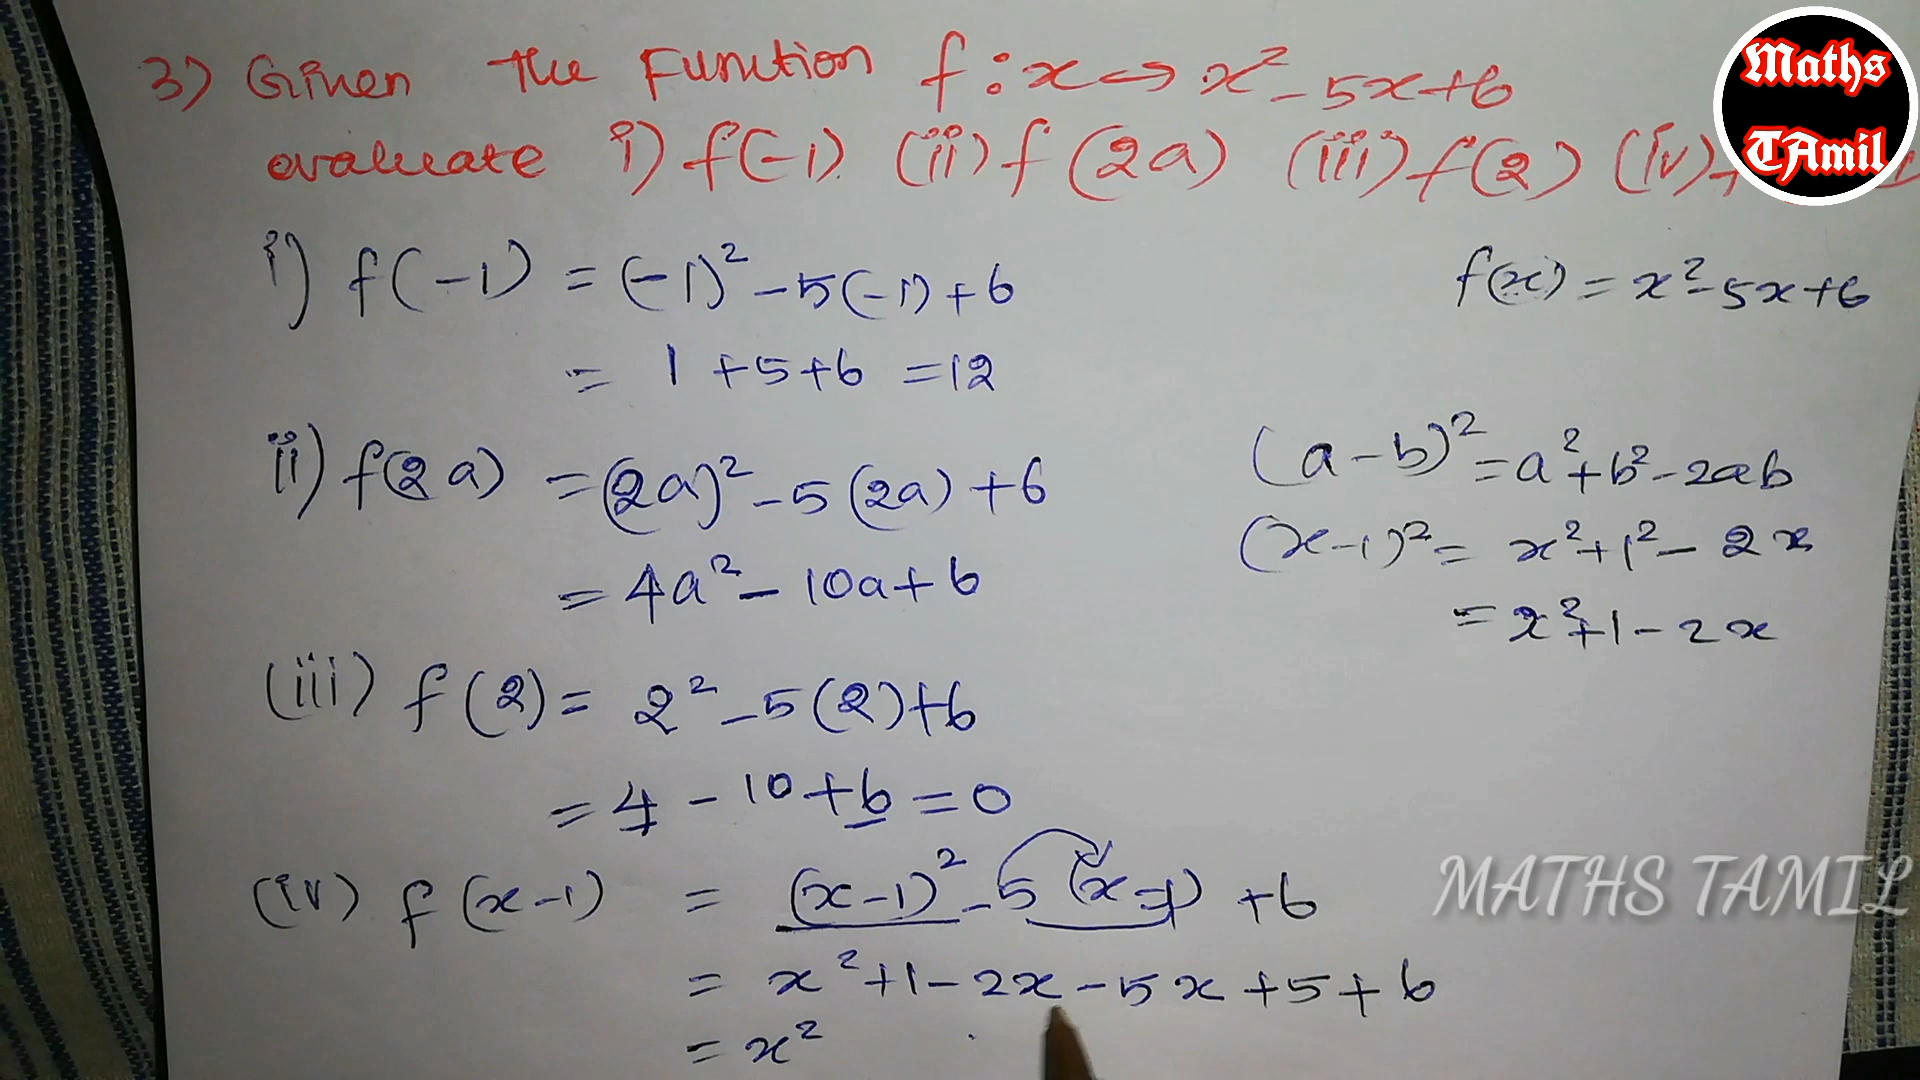 3) Given the Function f : x → x² - 5x + 6
evaluate i) f(-1) (ii) f (2a) (iii) f(2) (iv)
Maths
TAmil
i) f(-1) = (-1)² - 5(-1) + 6
= 1 + 5 + 6 = 12
f(x) = x² - 5x + 6
ii) f(2a) = (2a)² - 5 (2a) + 6
= 4a² - 10a + 6
(a - b)² = a² + b² - 2ab
(x - 1)² = x² + 1² - 2x
= x² + 1 - 2x
(iii) f(2) = 2² - 5(2) + 6
= 4 - 10 + 6 = 0
(iv) f(x-1) = (x-1)² - 5(x-1) + 6
= x² + 1 - 2x - 5x + 5 + 6
= x²
MATHS TAMIL